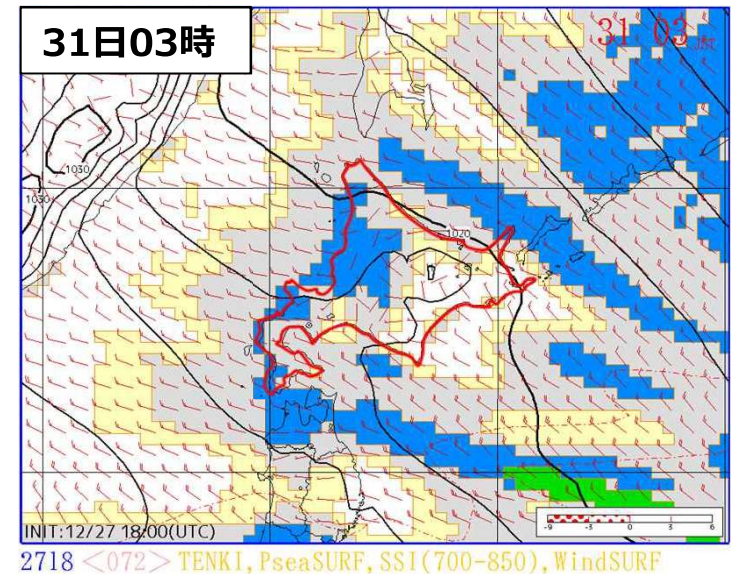 31日03時
31 03 JST
1030
1030
1020
-9 -3 0 3 6
INIT:12/27 18:00(UTC)
2718 <072> TENKI,PseaSURF,SSI(700-850),WindSURF